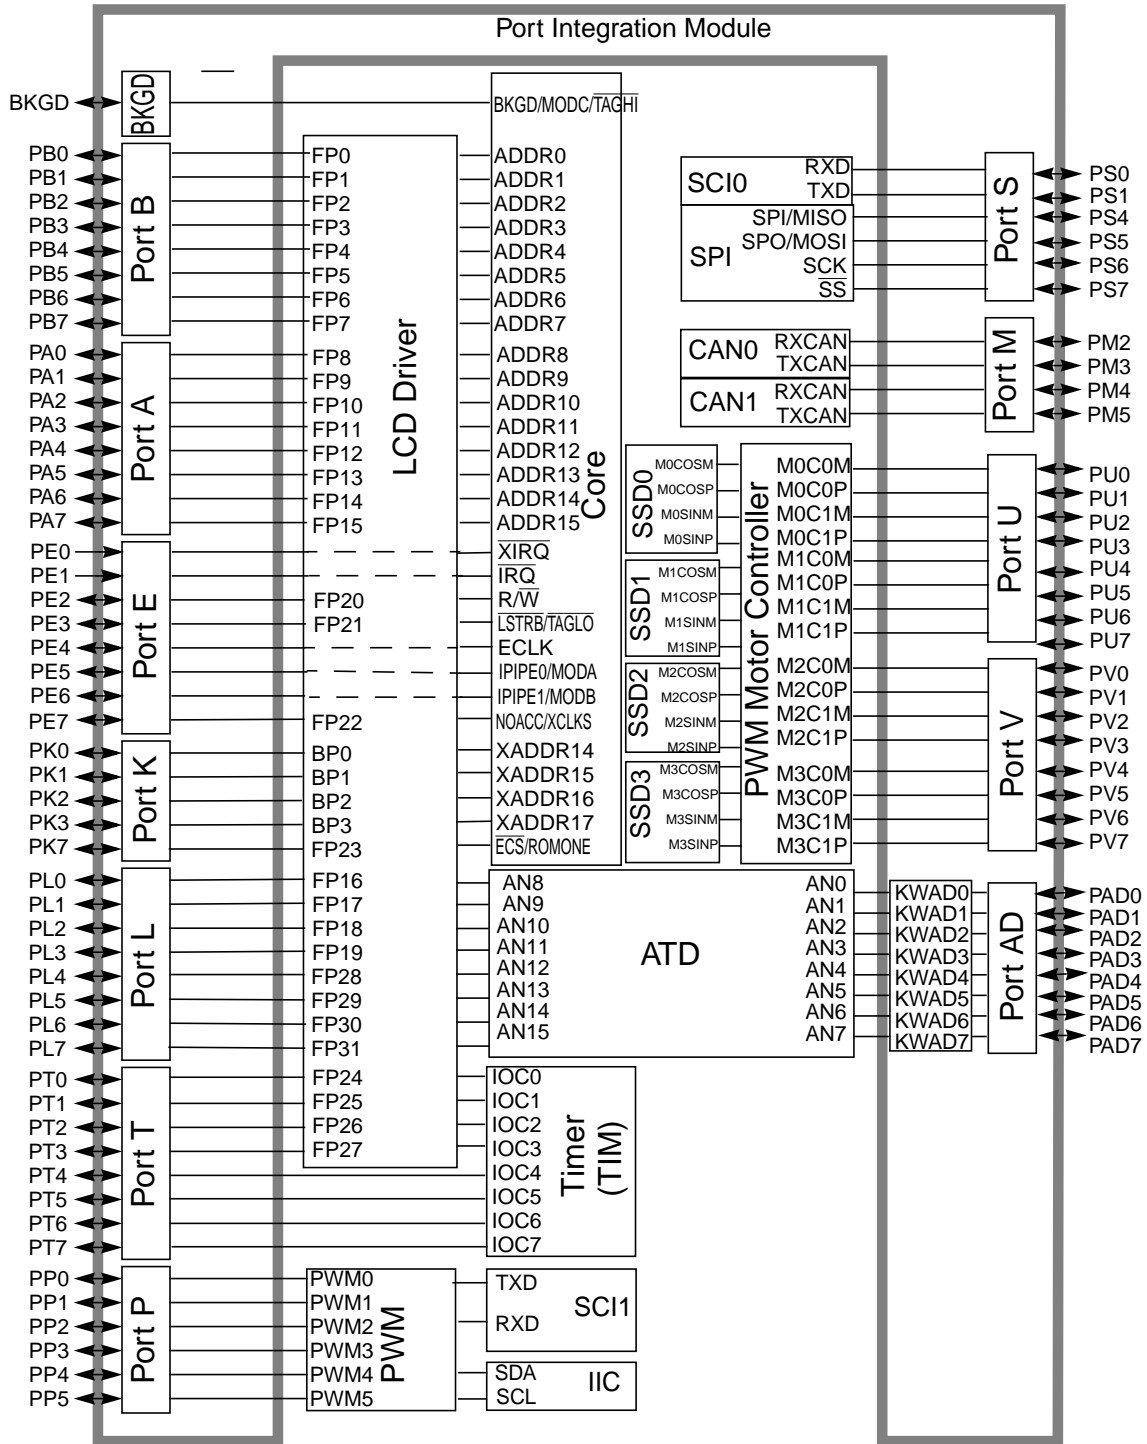 Port Integration Module
BKGD
BKGD
BKGD/MODC/TAGHI
PB0
PB1
PB2
PB3
PB4
PB5
PB6
PB7
Port B
FP0
FP1
FP2
FP3
FP4
FP5
FP6
FP7
ADDR0
ADDR1
ADDR2
ADDR3
ADDR4
ADDR5
ADDR6
ADDR7
PA0
PA1
PA2
PA3
PA4
PA5
PA6
PA7
Port A
FP8
FP9
FP10
FP11
FP12
FP13
FP14
FP15
LCD Driver
ADDR8
ADDR9
ADDR10
ADDR11
ADDR12
ADDR13
ADDR14
ADDR15
Core
PE0
PE1
PE2
PE3
PE4
PE5
PE6
PE7
Port E
FP20
FP21
FP22
XIRQ
IRQ
R/W
LSTRB/TAGLO
ECLK
IPIPE0/MODA
IPIPE1/MODB
NOACC/XCLKS
PK0
PK1
PK2
PK3
PK7
Port K
BP0
BP1
BP2
BP3
FP23
XADDR14
XADDR15
XADDR16
XADDR17
ECS/ROMONE
PL0
PL1
PL2
PL3
PL4
PL5
PL6
PL7
Port L
FP16
FP17
FP18
FP19
FP28
FP29
FP30
FP31
AN8
AN9
AN10
AN11
AN12
AN13
AN14
AN15
ATD
AN0
AN1
AN2
AN3
AN4
AN5
AN6
AN7
KWAD0
KWAD1
KWAD2
KWAD3
KWAD4
KWAD5
KWAD6
KWAD7
Port AD
PAD0
PAD1
PAD2
PAD3
PAD4
PAD5
PAD6
PAD7
PT0
PT1
PT2
PT3
PT4
PT5
PT6
PT7
Port T
FP24
FP25
FP26
FP27
IOC0
IOC1
IOC2
IOC3
IOC4
IOC5
IOC6
IOC7
Timer
(TIM)
PP0
PP1
PP2
PP3
PP4
PP5
Port P
PWM0
PWM1
PWM2
PWM3
PWM4
PWM5
PWM
TXD
RXD
SCI1
SDA
SCL
IIC
SCI0
RXD
TXD
SPI
SPI/MISO
SPO/MOSI
SCK
SS
Port S
PS0
PS1
PS4
PS5
PS6
PS7
CAN0
RXCAN
TXCAN
CAN1
RXCAN
TXCAN
Port M
PM2
PM3
PM4
PM5
SSD0
M0COSM
M0COSP
M0SINM
M0SINP
SSD1
M1COSM
M1COSP
M1SINM
M1SINP
SSD2
M2COSM
M2COSP
M2SINM
M2SINP
SSD3
M3COSM
M3COSP
M3SINM
M3SINP
PWM Motor Controller
M0C0M
M0C0P
M0C1M
M0C1P
M1C0M
M1C0P
M1C1M
M1C1P
M2C0M
M2C0P
M2C1M
M2C1P
M3C0M
M3C0P
M3C1M
M3C1P
Port U
PU0
PU1
PU2
PU3
PU4
PU5
PU6
PU7
Port V
PV0
PV1
PV2
PV3
PV4
PV5
PV6
PV7